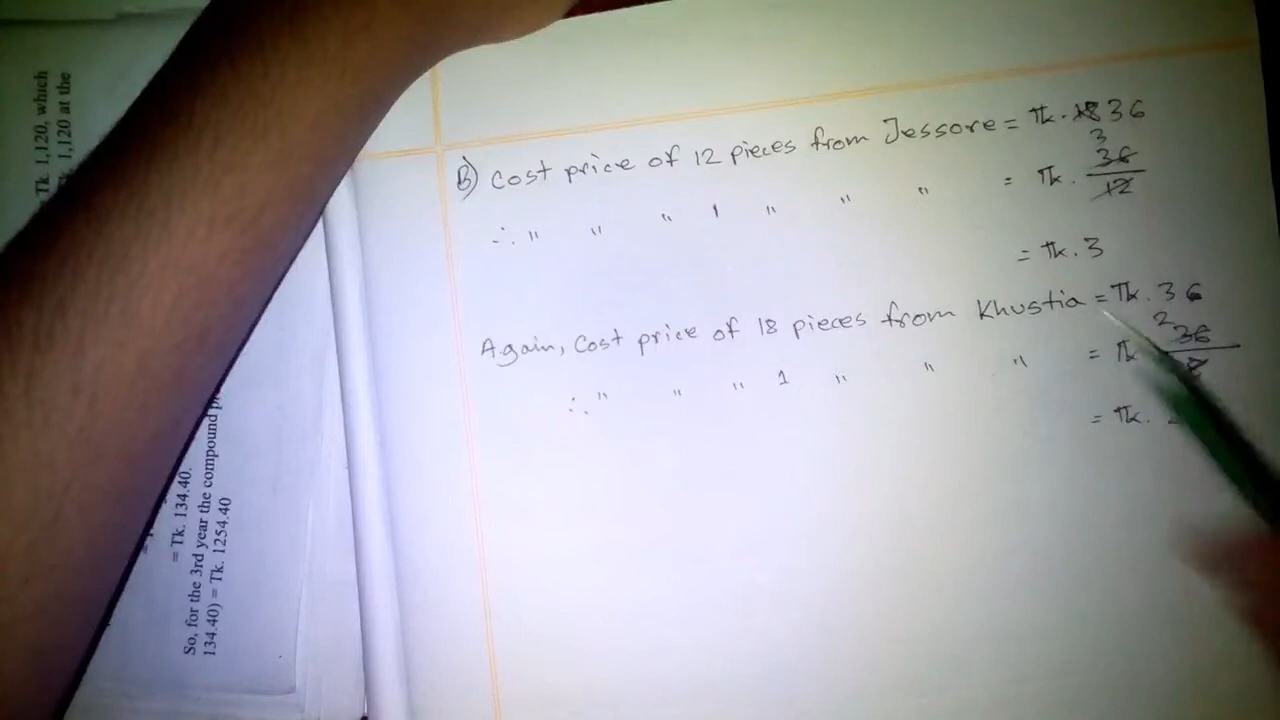 Tk. 1,120, which
1,120 at the
= Tk. 134.40.
So, for the 3rd year the compound
134.40) = Tk. 1254.40
B) Cost price of 12 pieces from Jessore = Tk. 36
3
∴ " " " 1 " " " = Tk. 36/12
= Tk. 3
Again, Cost price of 18 pieces from Khustia = Tk. 36
2
∴ " " " 1 " " " = Tk 36
= Tk.